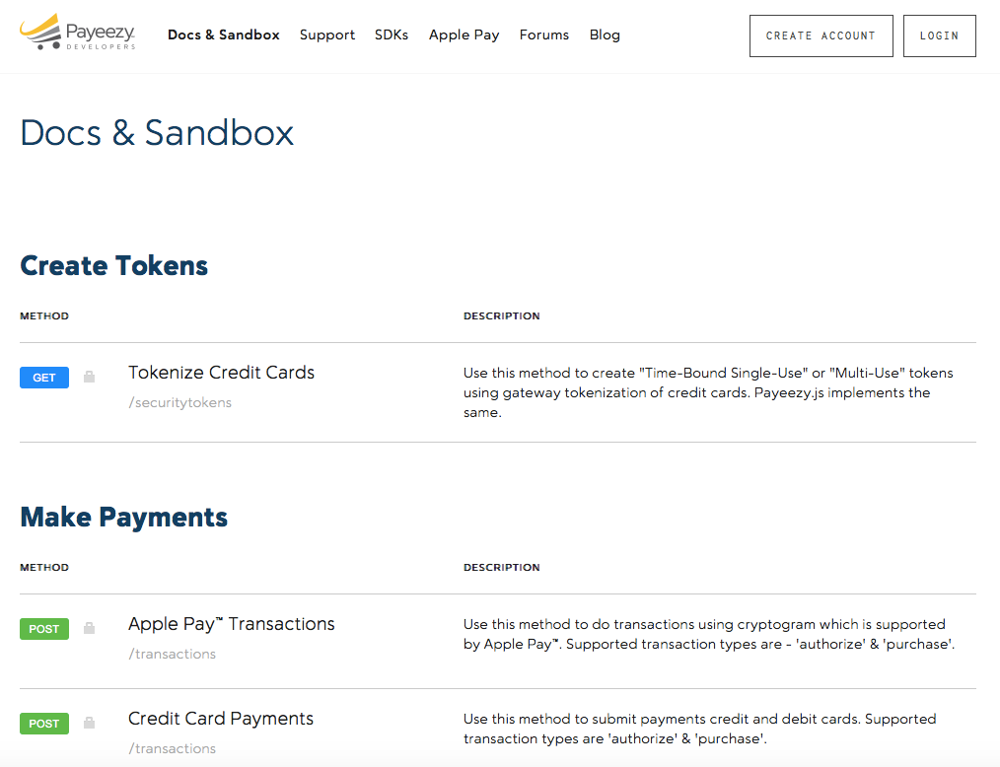 Payeezy
DEVELOPERS
Docs & Sandbox Support SDKs Apple Pay Forums Blog
CREATE ACCOUNT LOGIN
Docs & Sandbox
Create Tokens
METHOD DESCRIPTION
GET Tokenize Credit Cards
/securitytokens
Use this method to create "Time-Bound Single-Use" or "Multi-Use" tokens
using gateway tokenization of credit cards. Payeezy.js implements the
same.
Make Payments
METHOD DESCRIPTION
POST Apple Pay™ Transactions
/transactions
Use this method to do transactions using cryptogram which is supported
by Apple Pay™. Supported transaction types are - 'authorize' & 'purchase'.
POST Credit Card Payments
/transactions
Use this method to submit payments credit and debit cards. Supported
transaction types are 'authorize' & 'purchase'.